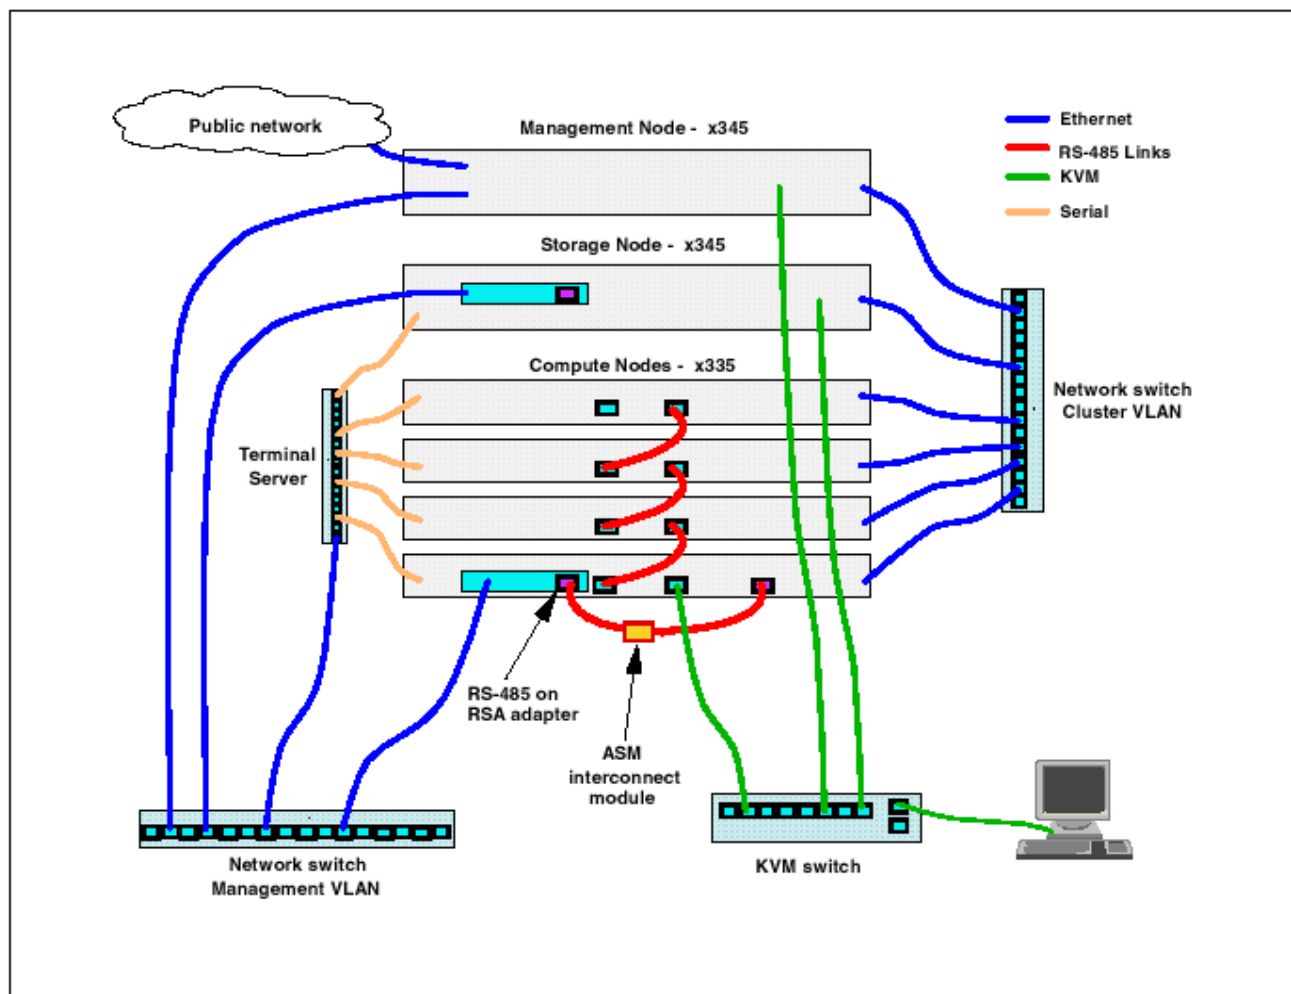 Public network
Management Node - x345
Ethernet
RS-485 Links
KVM
Serial
Storage Node - x345
Compute Nodes - x335
Network switch
Cluster VLAN
Terminal
Server
RS-485 on
RSA adapter
ASM
interconnect
module
Network switch
Management VLAN
KVM switch